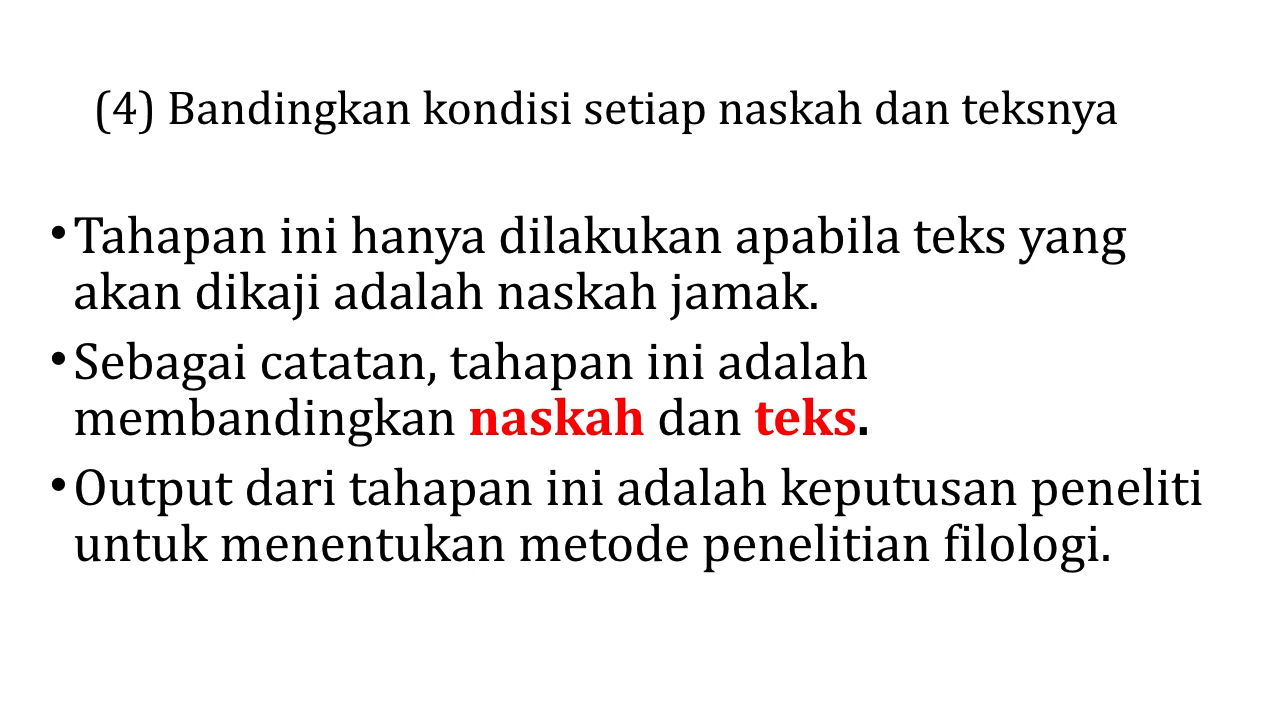 (4) Bandingkan kondisi setiap naskah dan teksnya
• Tahapan ini hanya dilakukan apabila teks yang
akan dikaji adalah naskah jamak.
• Sebagai catatan, tahapan ini adalah
membandingkan naskah dan teks.
• Output dari tahapan ini adalah keputusan peneliti
untuk menentukan metode penelitian filologi.